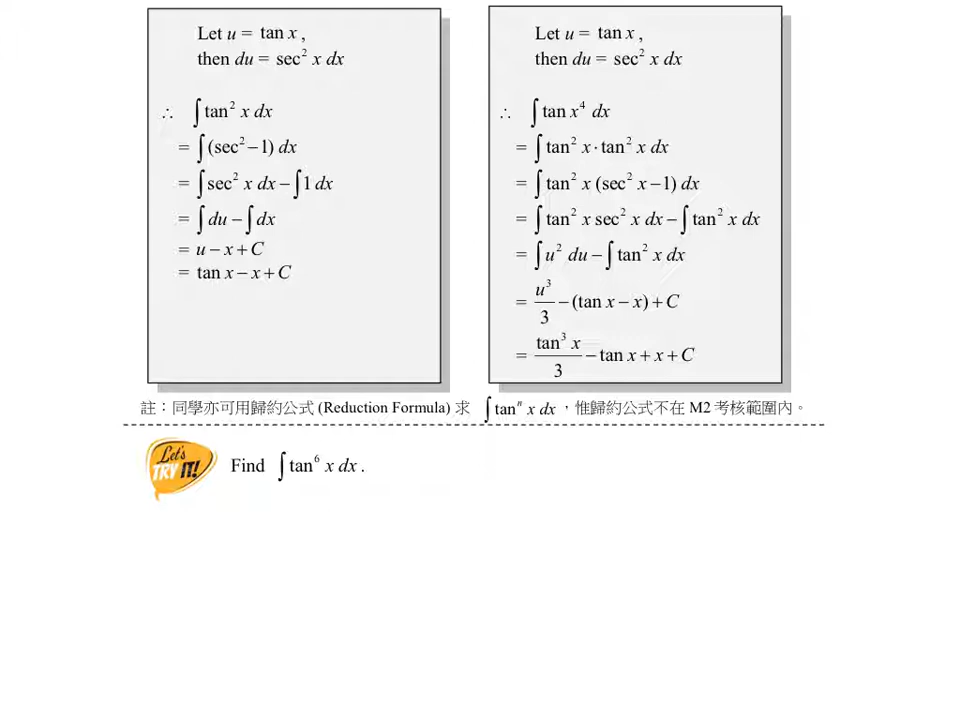 Let u = tan x ,
then du = sec² x dx
∴ ∫ tan² x dx
= ∫ (sec² − 1) dx
= ∫ sec² x dx − ∫ 1 dx
= ∫ du − ∫ dx
= u − x + C
= tan x − x + C
Let u = tan x ,
then du = sec² x dx
∴ ∫ tan x⁴ dx
= ∫ tan² x · tan² x dx
= ∫ tan² x (sec² x − 1) dx
= ∫ tan² x sec² x dx − ∫ tan² x dx
= ∫ u² du − ∫ tan² x dx
= u³/3 − (tan x − x) + C
= tan³ x/3 − tan x + x + C
註：同學亦可用歸約公式 (Reduction Formula) 求 ∫ tanⁿ x dx，惟歸約公式不在 M2 考核範圍內。
Let's
TRY IT!
Find ∫ tan⁶ x dx .